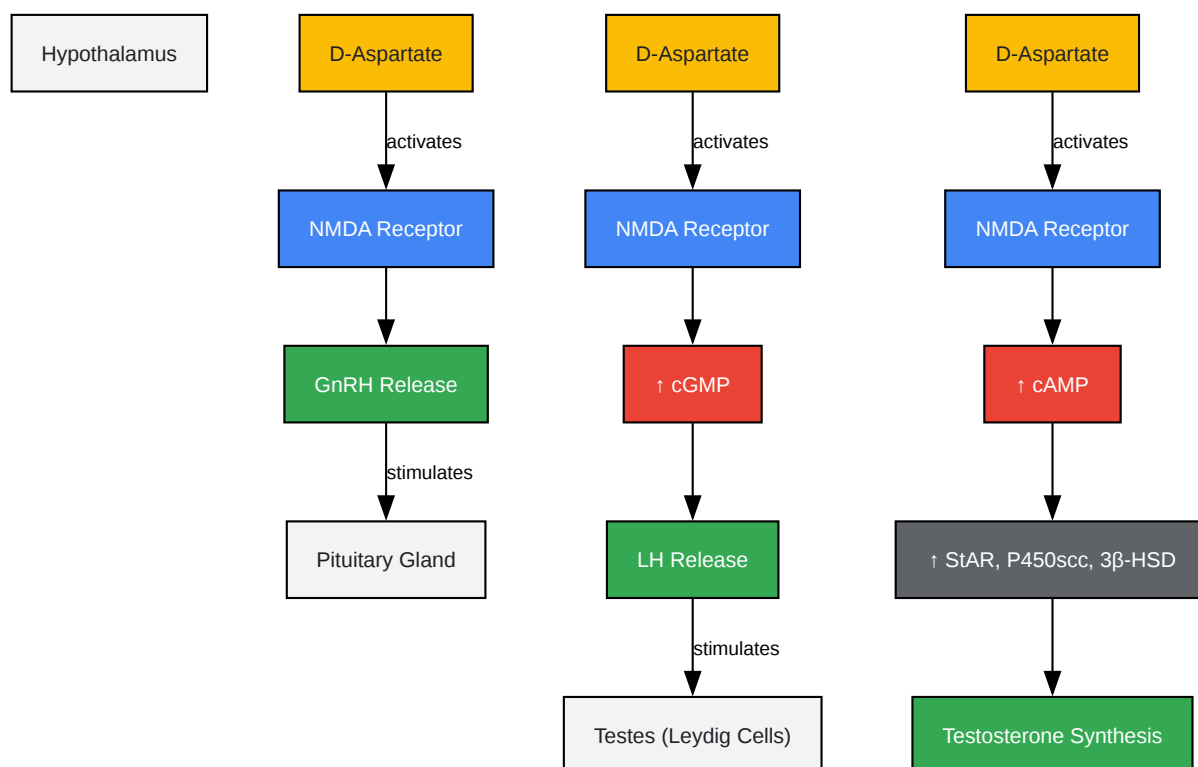 Hypothalamus
D-Aspartate
D-Aspartate
D-Aspartate
activates
activates
activates
NMDA Receptor
NMDA Receptor
NMDA Receptor
GnRH Release
↑ cGMP
↑ cAMP
stimulates
Pituitary Gland
LH Release
↑ StAR, P450scc, 3β-HSD
stimulates
Testes (Leydig Cells)
Testosterone Synthesis